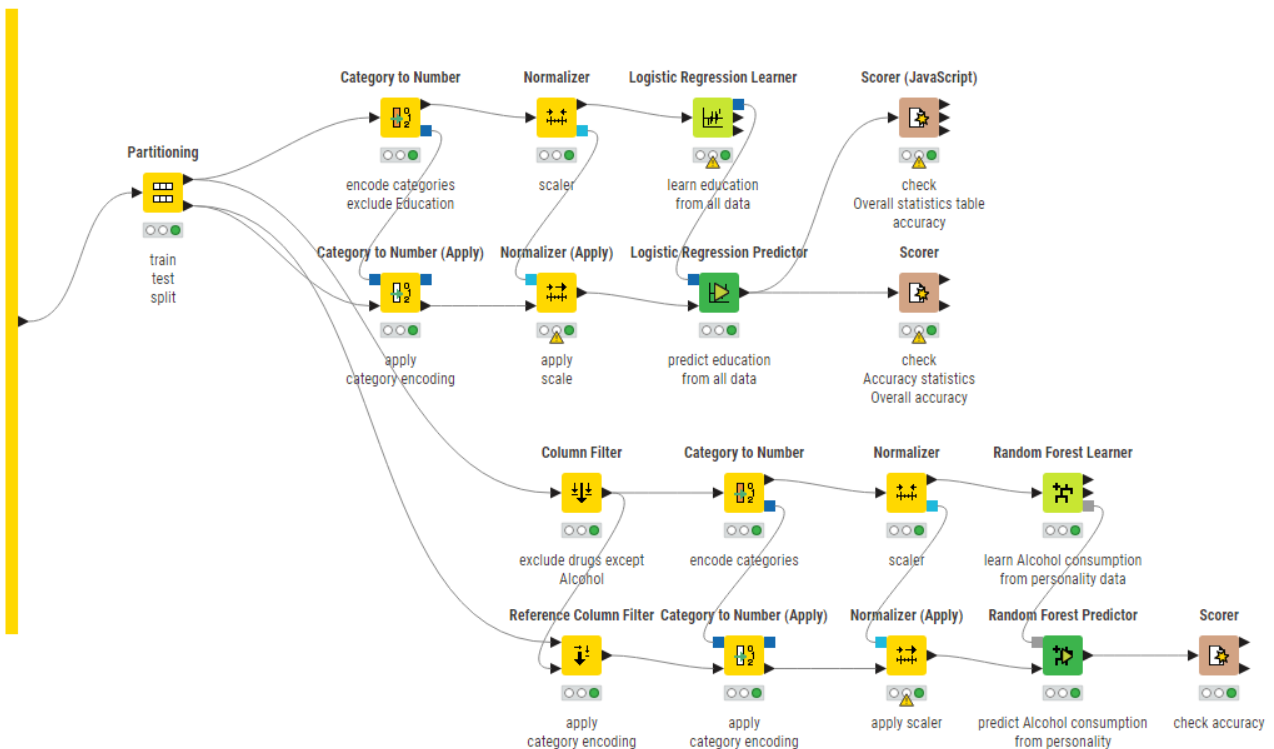 Category to Number
Normalizer
Logistic Regression Learner
Scorer (JavaScript)
encode categories
exclude Education
scaler
learn education
from all data
check
Overall statistics table
accuracy
Partitioning
train
test
split
Category to Number (Apply)
Normalizer (Apply)
Logistic Regression Predictor
Scorer
apply
category encoding
apply
scale
predict education
from all data
check
Accuracy statistics
Overall accuracy
Column Filter
Category to Number
Normalizer
Random Forest Learner
exclude drugs except
Alcohol
encode categories
scaler
learn Alcohol consumption
from personality data
Reference Column Filter
Category to Number (Apply)
Normalizer (Apply)
Random Forest Predictor
Scorer
apply
category encoding
apply
category encoding
apply scaler
predict Alcohol consumption
from personality
check accuracy